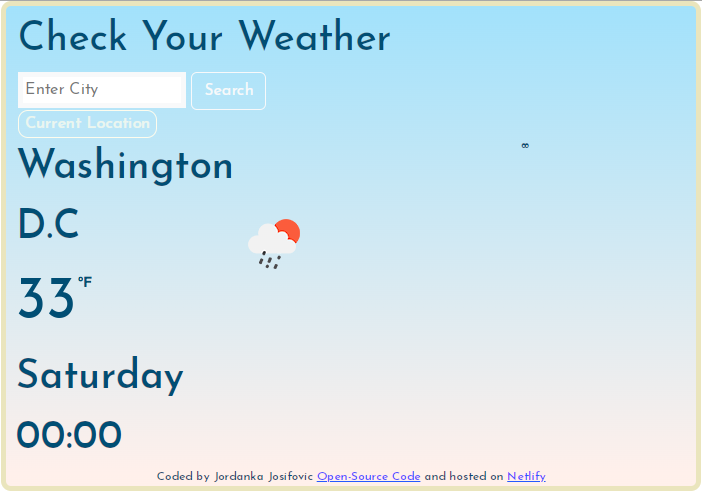 Check Your Weather
Enter City
Search
Current Location
Washington
D.C
33°F
Saturday
00:00
Coded by Jordanka Josifovic Open-Source Code and hosted on Netlify